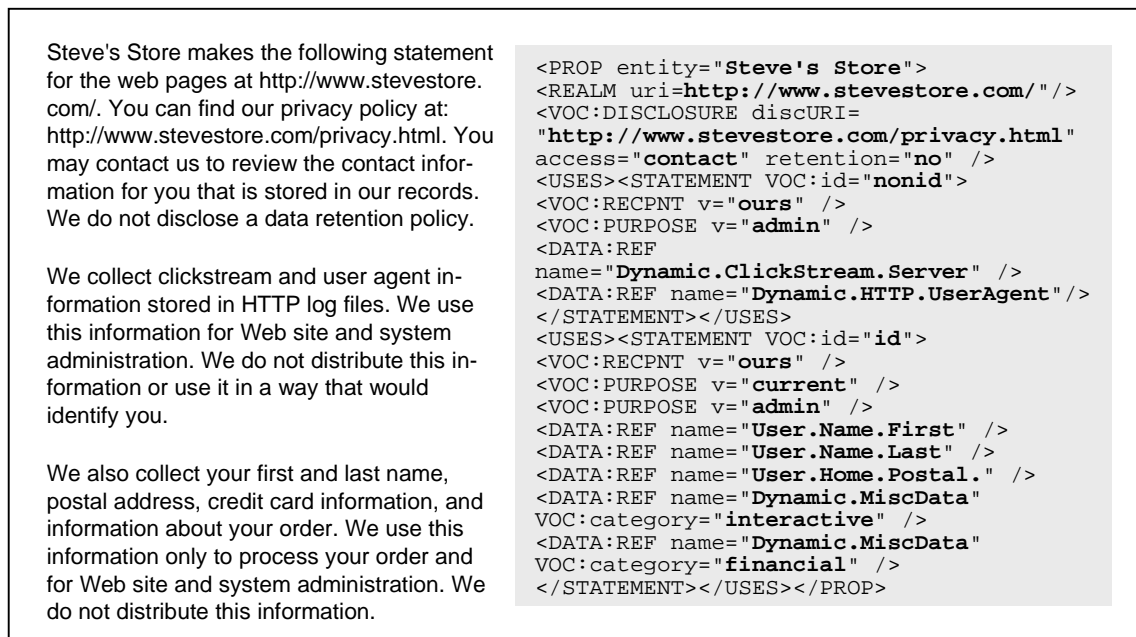 Steve's Store makes the following statement
for the web pages at http://www.stevestore.
com/. You can find our privacy policy at:
http://www.stevestore.com/privacy.html. You
may contact us to review the contact infor-
mation for you that is stored in our records.
We do not disclose a data retention policy.
We collect clickstream and user agent in-
formation stored in HTTP log files. We use
this information for Web site and system
administration. We do not distribute this in-
formation or use it in a way that would
identify you.
We also collect your first and last name,
postal address, credit card information, and
information about your order. We use this
information only to process your order and
for Web site and system administration. We
do not distribute this information.
<PROP entity="Steve's Store">
<REALM uri=http://www.stevestore.com/"/>
<VOC:DISCLOSURE discURI=
"http://www.stevestore.com/privacy.html"
access="contact" retention="no" />
<USES><STATEMENT VOC:id="nonid">
<VOC:RECPNT v="ours" />
<VOC:PURPOSE v="admin" />
<DATA:REF
name="Dynamic.ClickStream.Server" />
<DATA:REF name="Dynamic.HTTP.UserAgent"/>
</STATEMENT></USES>
<USES><STATEMENT VOC:id="id">
<VOC:RECPNT v="ours" />
<VOC:PURPOSE v="current" />
<VOC:PURPOSE v="admin" />
<DATA:REF name="User.Name.First" />
<DATA:REF name="User.Name.Last" />
<DATA:REF name="User.Home.Postal." />
<DATA:REF name="Dynamic.MiscData"
VOC:category="interactive" />
<DATA:REF name="Dynamic.MiscData"
VOC:category="financial" />
</STATEMENT></USES></PROP>